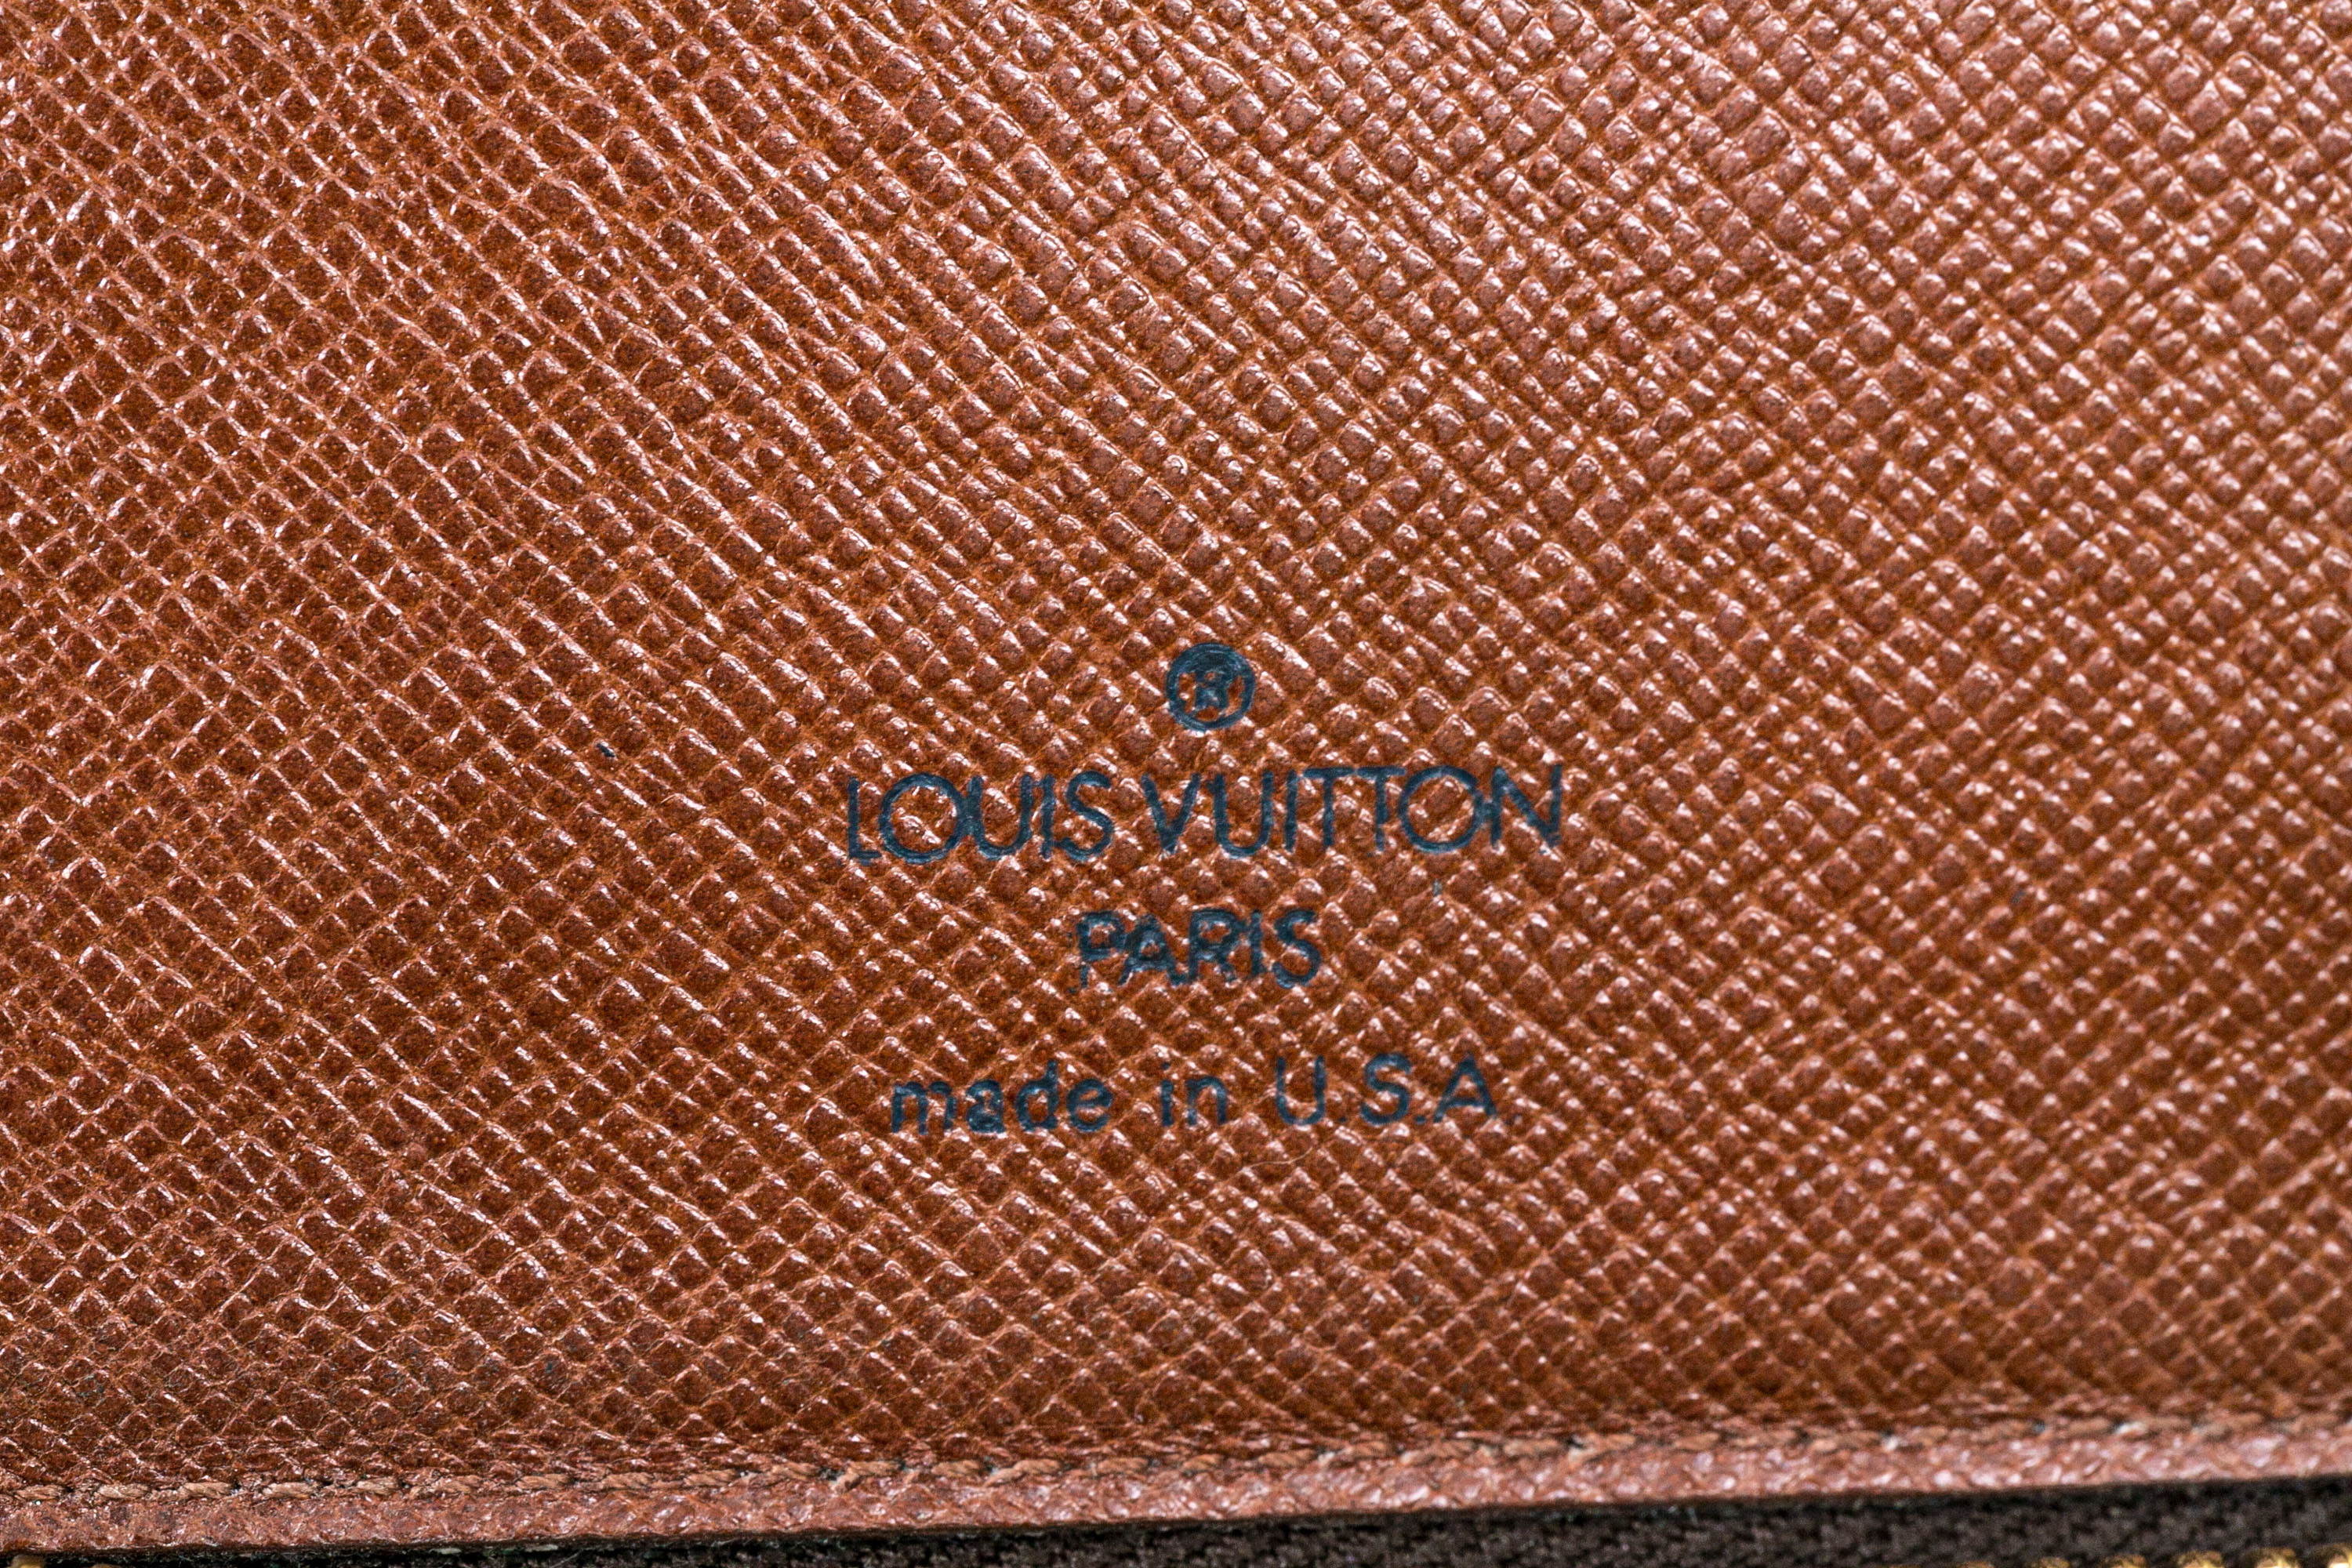 ®
LOUIS VUITTON
PARIS
made in U.S.A.